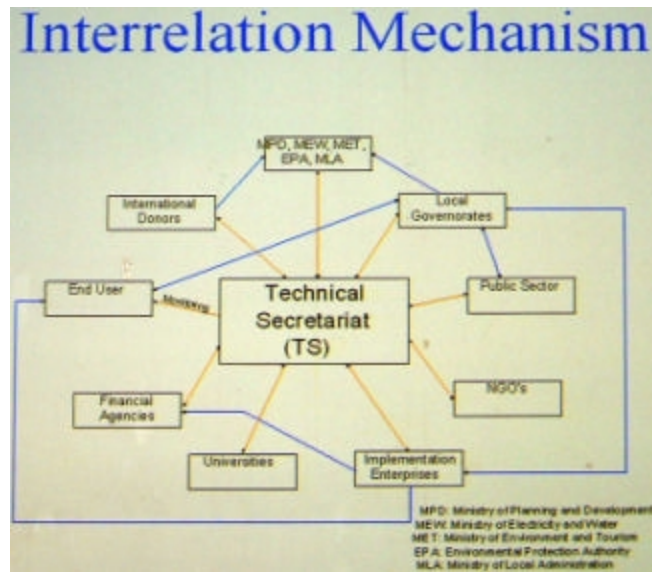 Interrelation Mechanism
MPD, MEW, MET,
EPA, MLA
International
Donors
Local
Governorates
End User
Technical
Secretariat
(TS)
Public Sector
Financial
Agencies
NGO's
Universities
Implementation
Enterprises
MPD: Ministry of Planning and Development
MEW: Ministry of Electricity and Water
MET: Ministry of Environment and Tourism
EPA: Environmental Protection Authority
MLA: Ministry of Local Administration